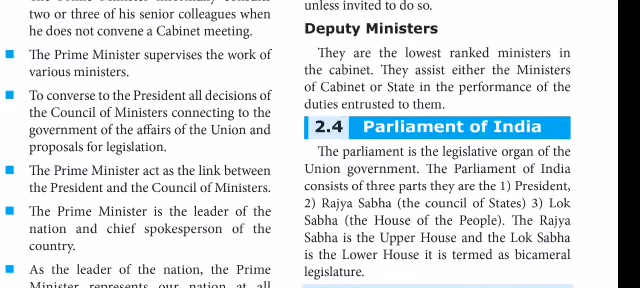 two or three of his senior colleagues when
he does not convene a Cabinet meeting.
The Prime Minister supervises the work of
various ministers.
To converse to the President all decisions of
the Council of Ministers connecting to the
government of the affairs of the Union and
proposals for legislation.
The Prime Minister act as the link between
the President and the Council of Ministers.
The Prime Minister is the leader of the
nation and chief spokesperson of the
country.
As the leader of the nation, the Prime
Minister represents our nation at all
unless invited to do so.
Deputy Ministers
They are the lowest ranked ministers in
the cabinet. They assist either the Ministers
of Cabinet or State in the performance of the
duties entrusted to them.
2.4 Parliament of India
The parliament is the legislative organ of the
Union government. The Parliament of India
consists of three parts they are the 1) President,
2) Rajya Sabha (the council of States) 3) Lok
Sabha (the House of the People). The Rajya
Sabha is the Upper House and the Lok Sabha
is the Lower House it is termed as bicameral
legislature.